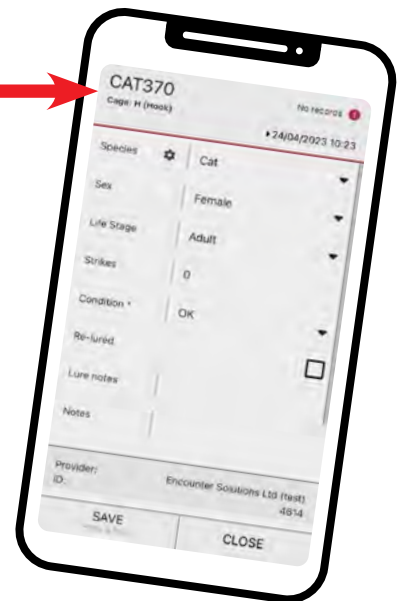 CAT370
Cage: H (Hook)
No records
24/04/2023 10:23
Species Cat
Sex Female
Life Stage Adult
Strikes 0
Condition * OK
Re-lured
Lure notes
Notes
Provider: Encounter Solutions Ltd (test)
ID: 4814
SAVE
CLOSE